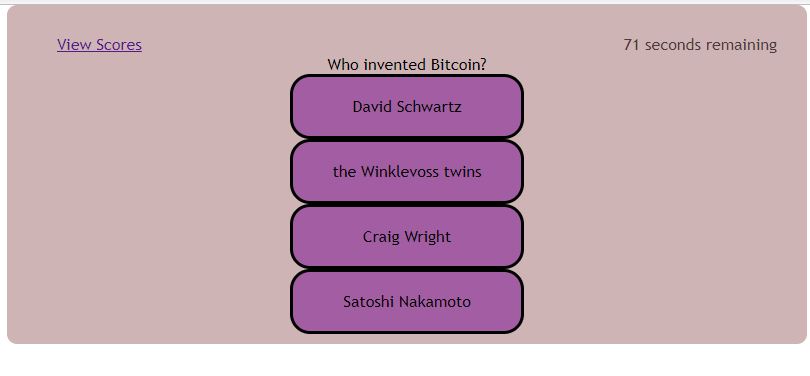 View Scores
71 seconds remaining
Who invented Bitcoin?
David Schwartz
the Winklevoss twins
Craig Wright
Satoshi Nakamoto